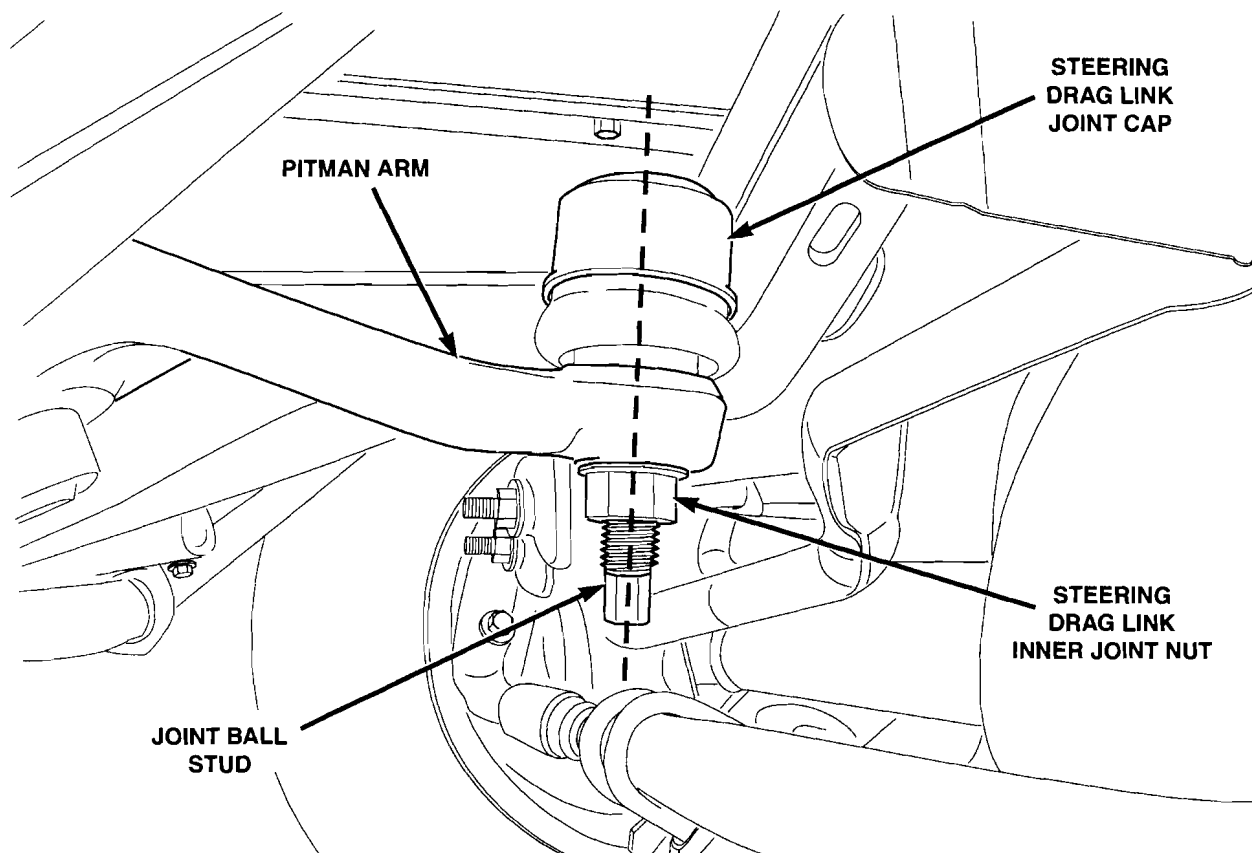 STEERING
DRAG LINK
JOINT CAP
PITMAN ARM
STEERING
DRAG LINK
INNER JOINT NUT
JOINT BALL
STUD